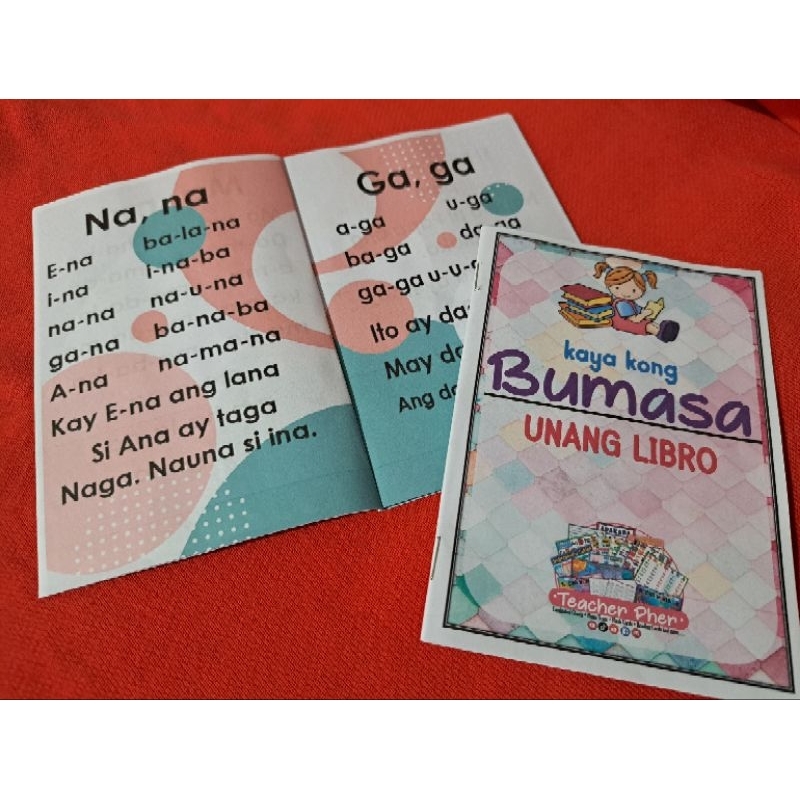 Na, na
E-na ba-la-na
i-na i-na-ba
na-na na-u-na
ga-na ba-na-ba
A-na na-ma-na
Kay E-na ang lana
Si Ana ay taga
Naga. Nauna si ina.
Ga, ga
a-ga u-ga
ba-ga
ga-ga
Ito ay
May
Ang
kaya kong
Bumasa
UNANG LIBRO
Teacher Pher